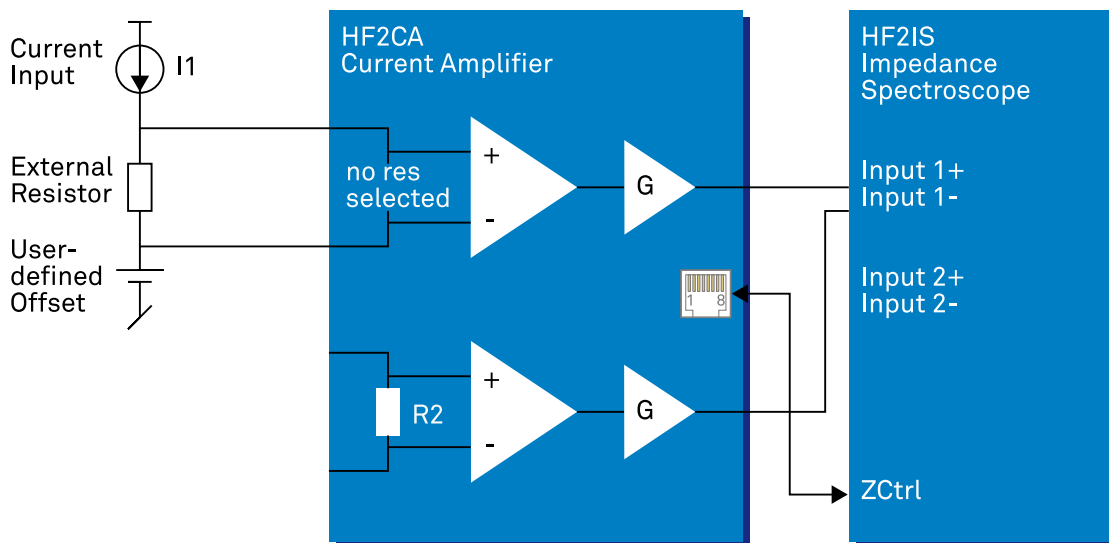 Current
Input
I1
External
Resistor
User-
defined
Offset
HF2CA
Current Amplifier
no res
selected
+
-
G
1 8
R2
+
-
G
HF2IS
Impedance
Spectroscope
Input 1+
Input 1-
Input 2+
Input 2-
ZCtrl